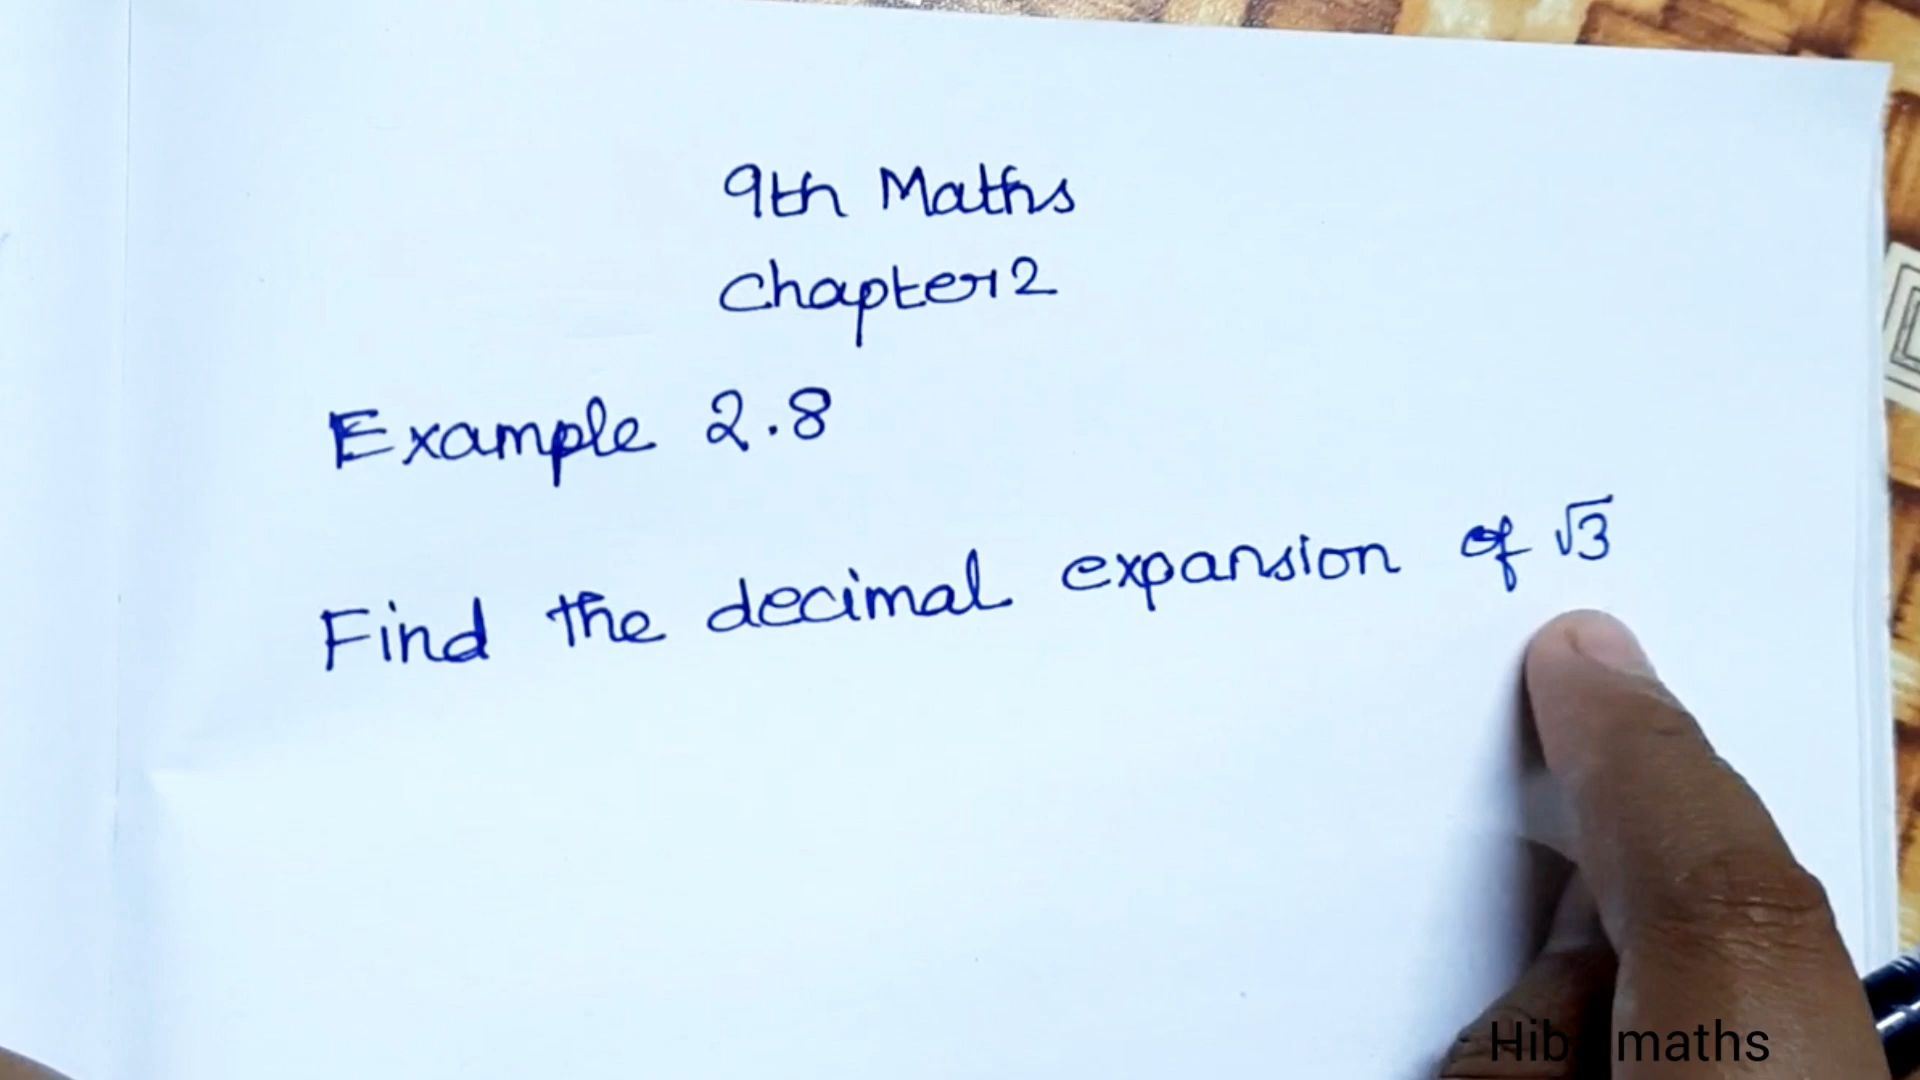 9th Maths
Chapter 2
Example 2.8
Find the decimal expansion of √3
maths